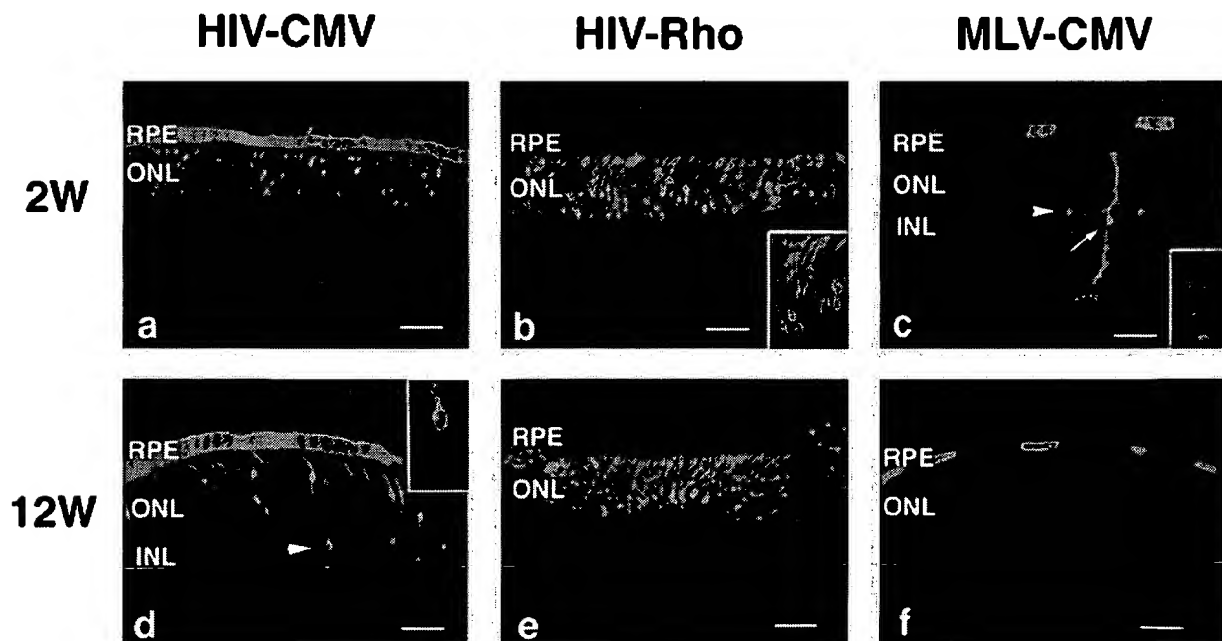 HIV-CMV HIV-Rho MLV-CMV
2W
RPE
ONL
a
RPE
ONL
b
RPE
ONL
INL
c
12W
RPE
ONL
INL
d
RPE
ONL
e
RPE
ONL
f